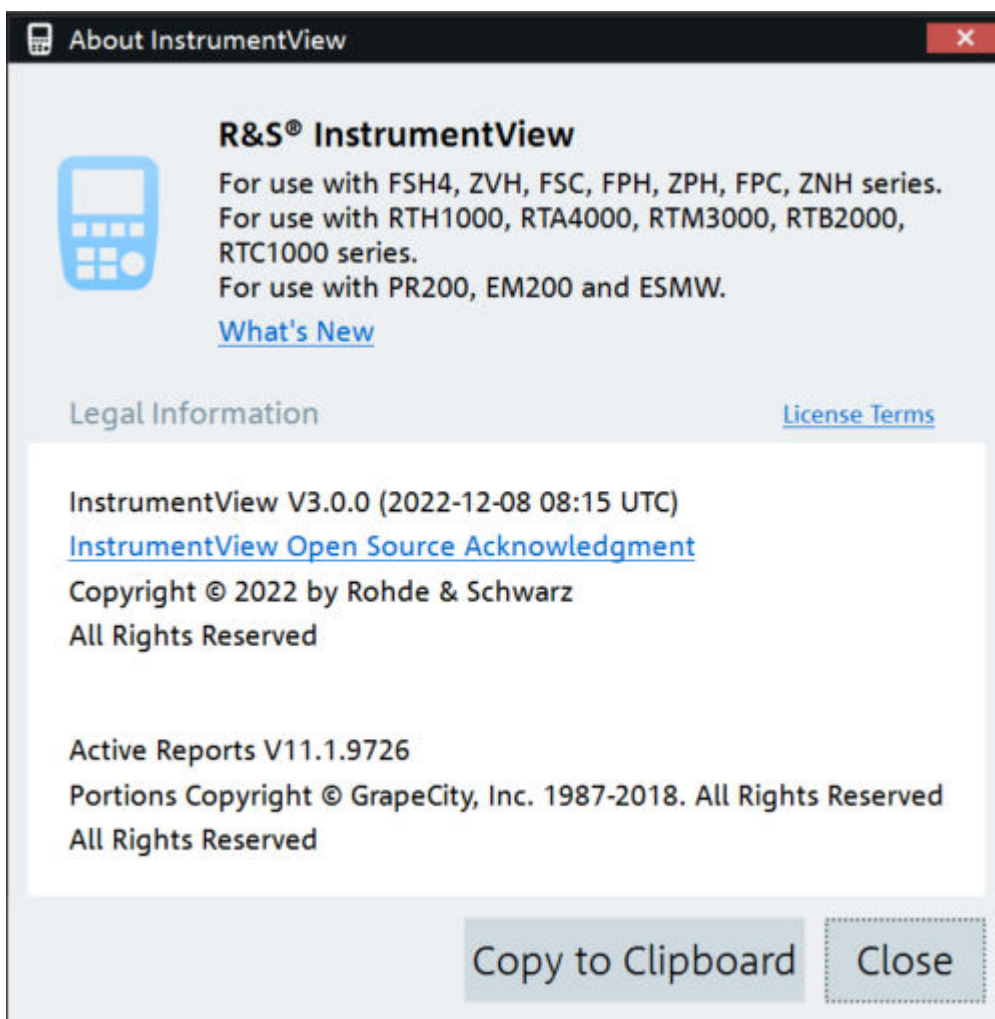 About InstrumentView
R&S® InstrumentView
For use with FSH4, ZVH, FSC, FPH, ZPH, FPC, ZNH series.
For use with RTH1000, RTA4000, RTM3000, RTB2000,
RTC1000 series.
For use with PR200, EM200 and ESMW.
What's New
Legal Information
License Terms
InstrumentView V3.0.0 (2022-12-08 08:15 UTC)
InstrumentView Open Source Acknowledgment
Copyright © 2022 by Rohde & Schwarz
All Rights Reserved
Active Reports V11.1.9726
Portions Copyright © GrapeCity, Inc. 1987-2018. All Rights Reserved
All Rights Reserved
Copy to Clipboard
Close